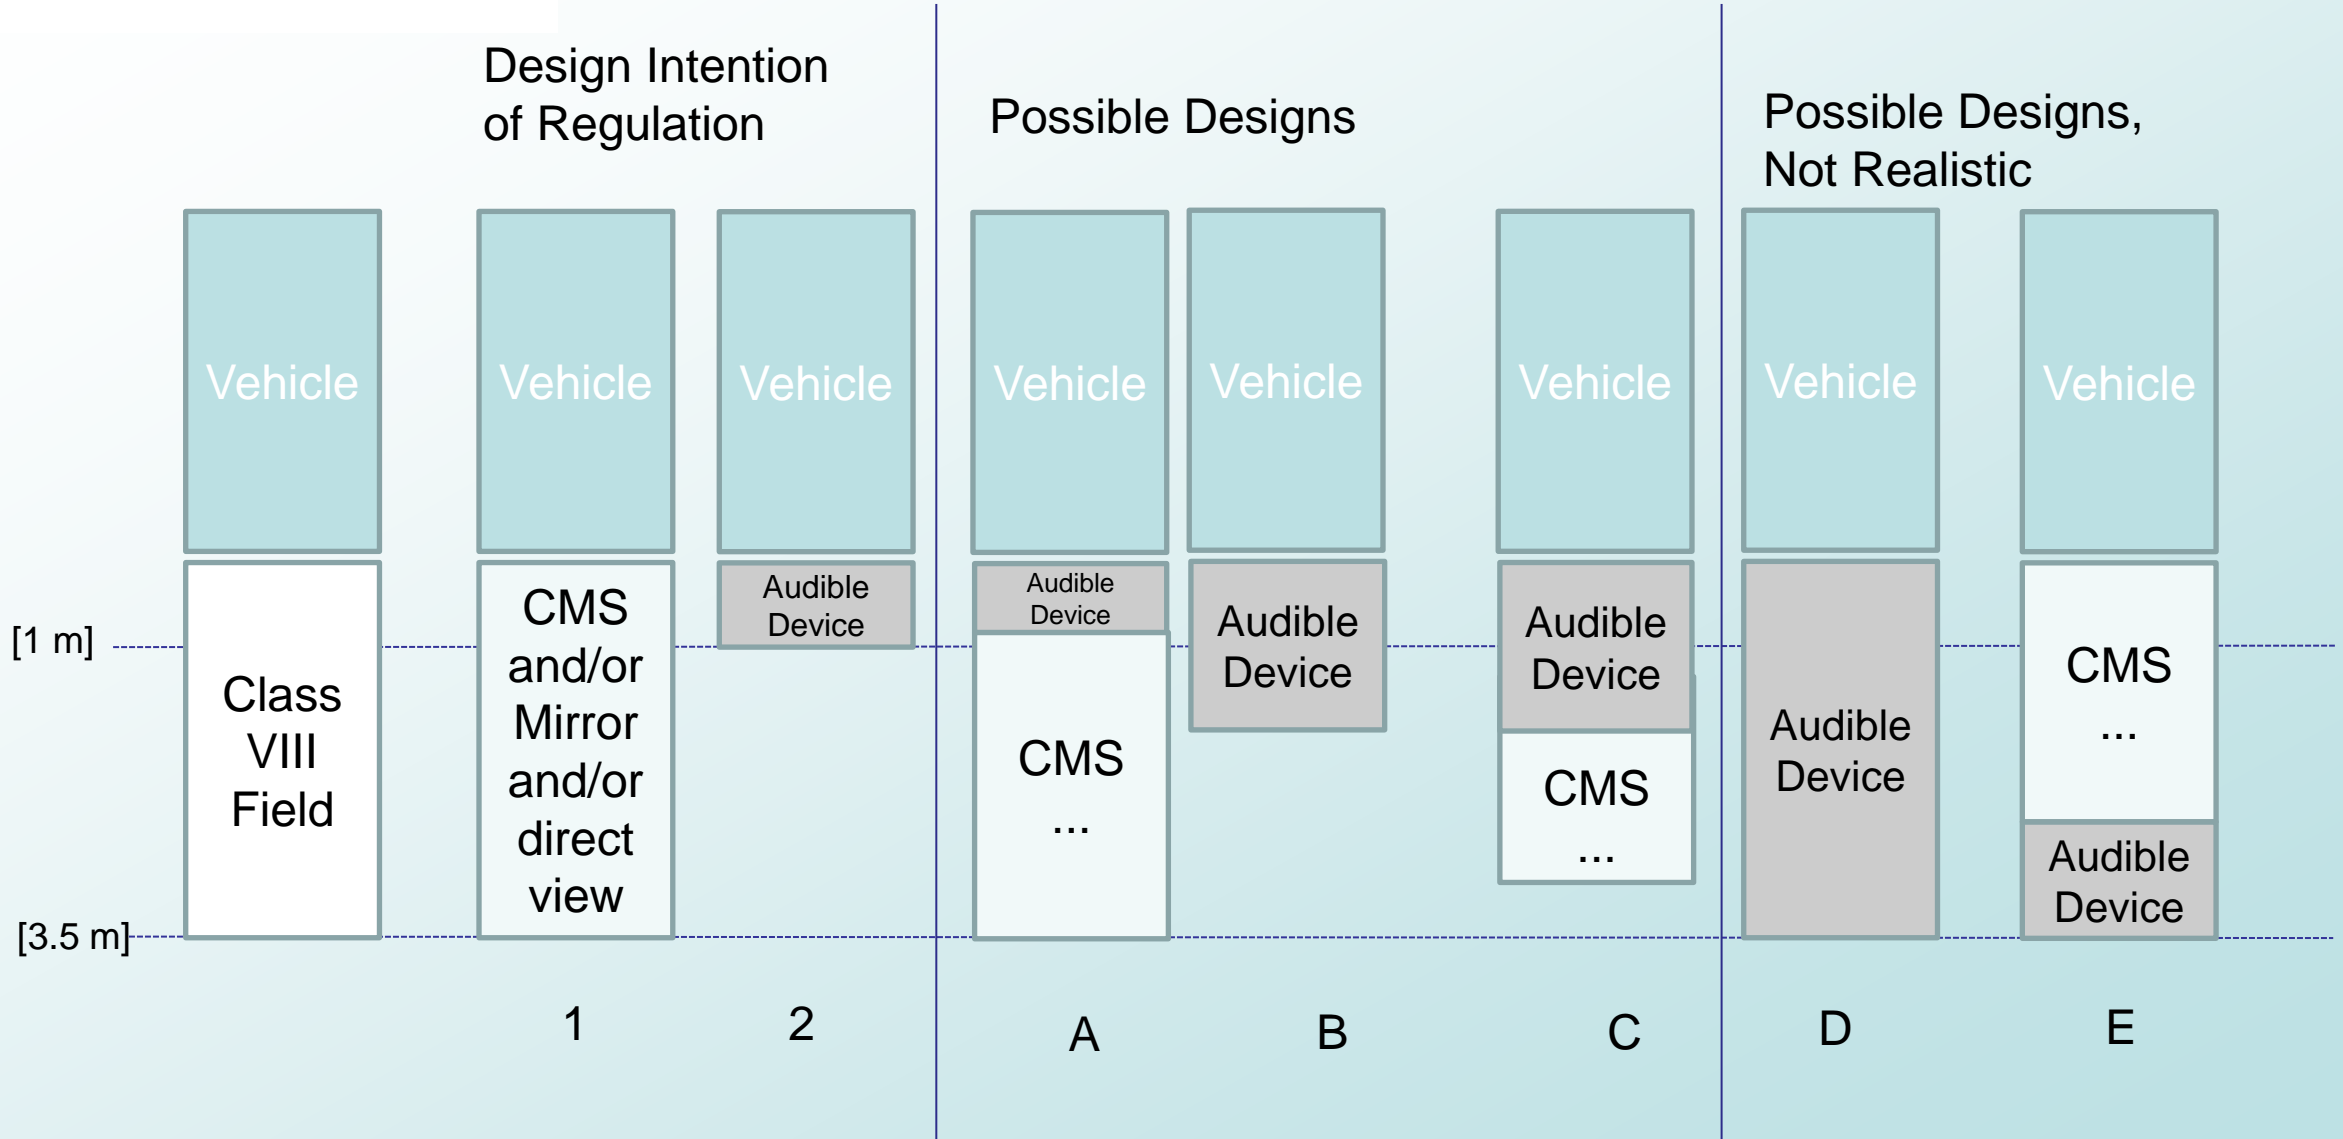 Design Intention
of Regulation
Possible Designs
Possible Designs,
Not Realistic
Vehicle
Vehicle
Vehicle
Vehicle
Vehicle
Vehicle
Vehicle
Vehicle
[1 m]
[3.5 m]
Class
VIII
Field
CMS
and/or
Mirror
and/or
direct
view
Audible
Device
Audible
Device
CMS
...
Audible
Device
Audible
Device
CMS
...
Audible
Device
CMS
...
Audible
Device
1
2
A
B
C
D
E